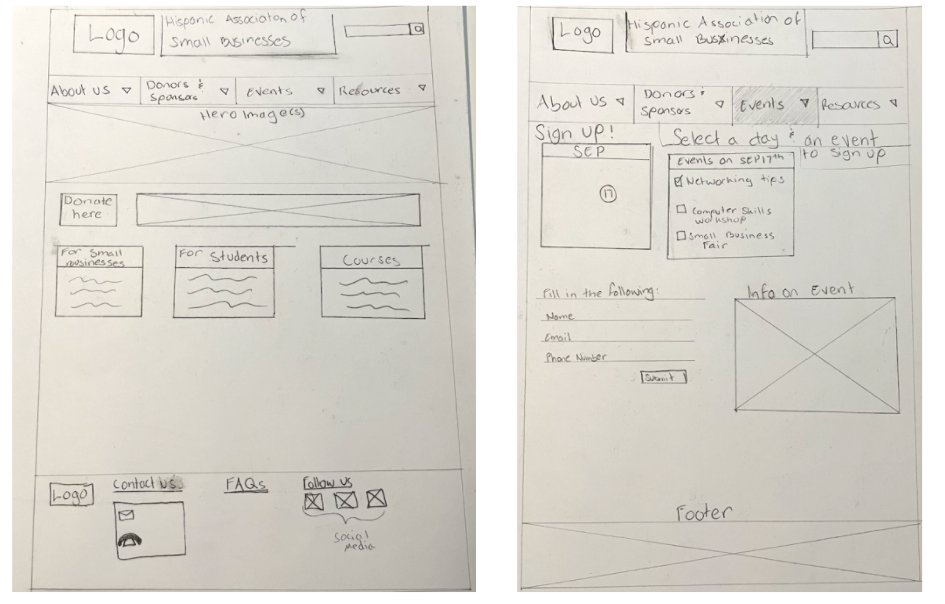 Logo
Hispanic Associaton of
Small Businesses
About US
Donors &
Sponsors
Events
Resources
Hero Image(s)
Donate
here
For Small
Businesses
For Students
Courses
Logo
Contact Us
FAQs
Follow US
Social
Media
Logo
Hispanic Association of
Small Businesses
About US
Donors &
Sponsors
Events
Resources
Sign UP!
Select a day & an event
to sign up
SEP
17
Events on SEP 17th
Networking tips
Computer Skills
workshop
Small Business
Fair
Fill in the following:
Name
Email
Phone Number
Submit
Info on Event
Footer